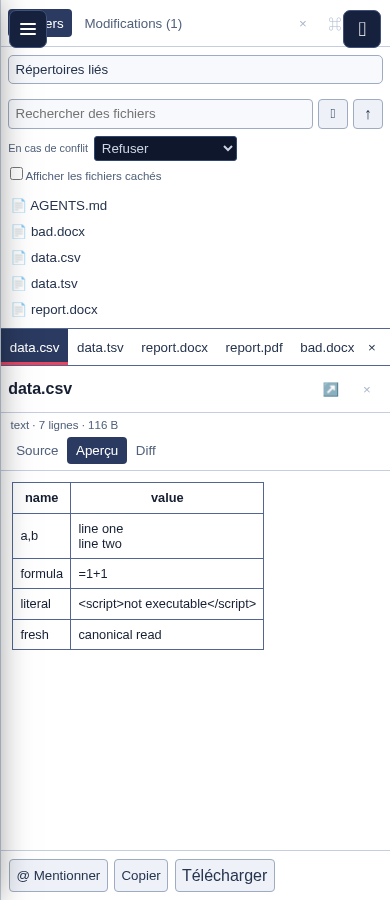 ers Modifications (1) ×
Répertoires liés
Rechercher des fichiers ↑
En cas de conflit Refuser
Afficher les fichiers cachés
AGENTS.md
bad.docx
data.csv
data.tsv
report.docx
data.csv data.tsv report.docx report.pdf bad.docx ×
data.csv ×
text · 7 lignes · 116 B
Source Aperçu Diff
name value
a,b line one
line two
formula =1+1
literal <script>not executable</script>
fresh canonical read
@ Mentionner Copier Télécharger